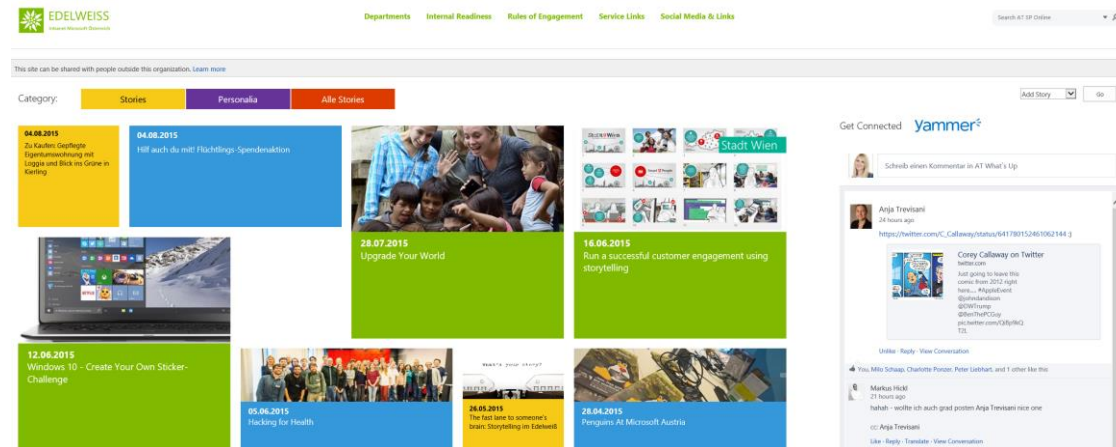 EDELWEISS
Intranet Microsoft Österreich
Departments Internal Readiness Rules of Engagement Service Links Social Media & Links
Search AT SP Online
This site can be shared with people outside this organization. Learn more
Category: Stories Personalia Alle Stories
Add Story Go
04.08.2015
Zu Kaufen: Gepflegte
Eigentumswohnung mit
Loggia und Blick ins Grüne in
Kierling
04.08.2015
Hilf auch du mit! Flüchtlings-Spendenaktion
28.07.2015
Upgrade Your World
Stadt Wien
16.06.2015
Run a successful customer engagement using
storytelling
12.06.2015
Windows 10 - Create Your Own Sticker-
Challenge
05.06.2015
Hacking for Health
What's your story?
26.05.2015
The fast lane to someone's
brain: Storytelling im Edelweiß
28.04.2015
Penguins At Microsoft Austria
Get Connected yammer
Schreib einen Kommentar in AT What's Up
Anja Trevisani
24 hours ago
https://twitter.com/C_Callaway/status/641780152461062144 :)
Corey Callaway on Twitter
twitter.com
Just going to leave this
comic from 2012 right
here.... #AppleEvent
@BenThePCGuy
Unlike · Reply · View Conversation
You, Milo Schaap, Charlotte Ponzer, Peter Liebhart, and 1 other like this
Markus Hickl
21 hours ago
hahah - wollte ich auch grad posten Anja Trevisani nice one
cc: Anja Trevisani
Like · Reply · Translate · View Conversation